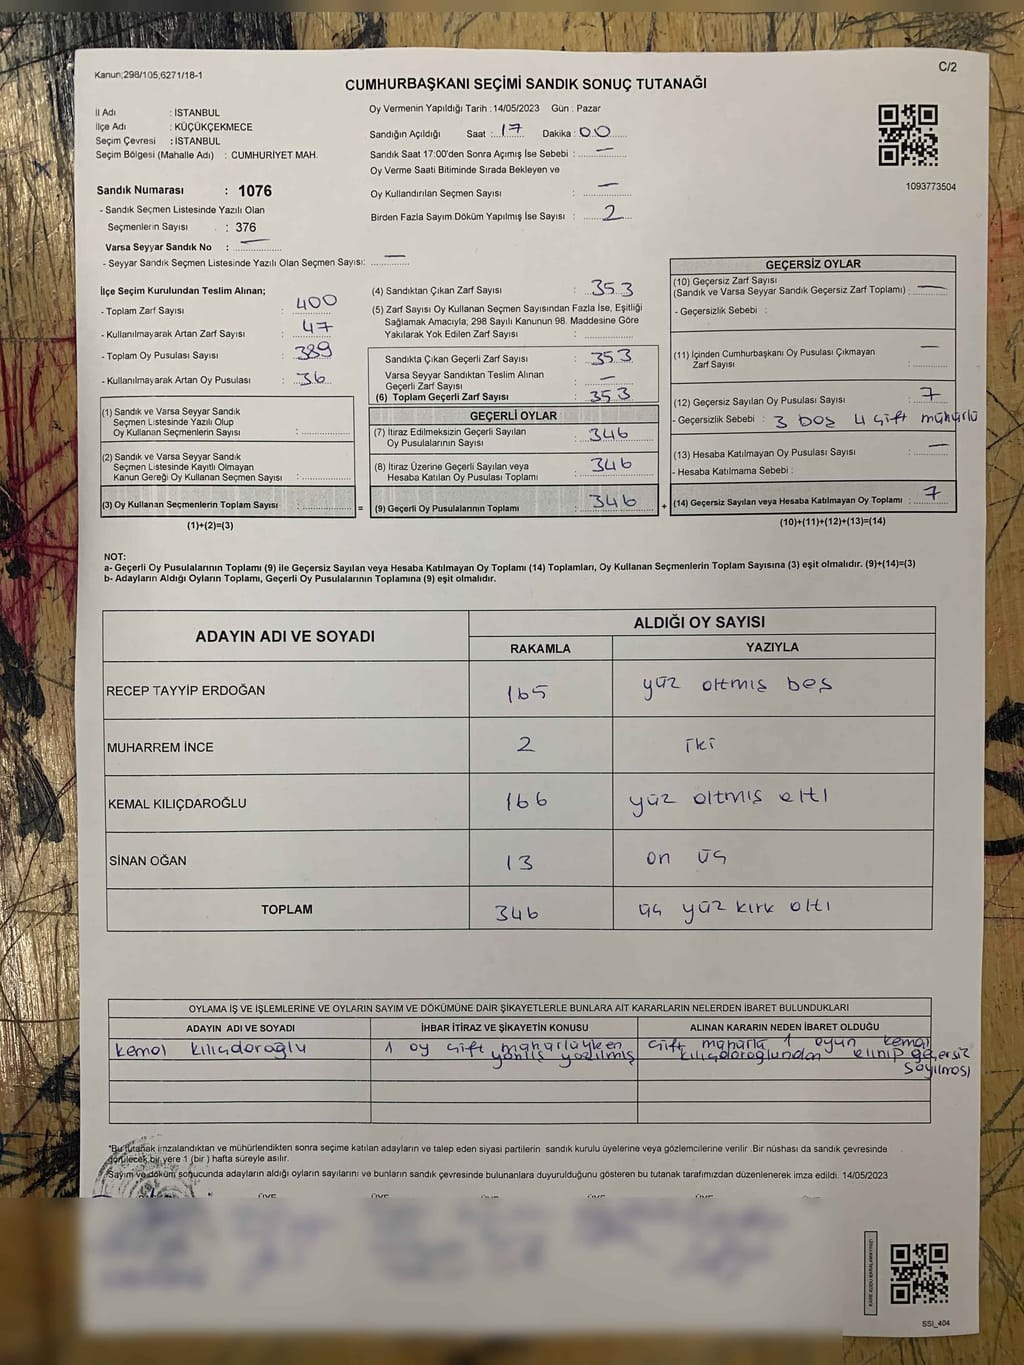 Kanun;298/105,6271/18-1
C/2
CUMHURBAŞKANI SEÇİMİ SANDIK SONUÇ TUTANAĞI
İl Adı : İSTANBUL
İlçe Adı : KÜÇÜKÇEKMECE
Seçim Çevresi : İSTANBUL
Seçim Bölgesi (Mahalle Adı) : CUMHURİYET MAH.
Sandık Numarası : 1076
- Sandık Seçmen Listesinde Yazılı Olan
Seçmenlerin Sayısı : 376
Varsa Seyyar Sandık No : —
- Seyyar Sandık Seçmen Listesinde Yazılı Olan Seçmen Sayısı: —
Oy Vermenin Yapıldığı Tarih : 14/05/2023 Gün : Pazar
Sandığın Açıldığı Saat : 17 Dakika : 00
Sandık Saat 17:00'den Sonra Açımış İse Sebebi : —
Oy Verme Saati Bitiminde Sırada Bekleyen ve
Oy Kullandırılan Seçmen Sayısı : —
Birden Fazla Sayım Döküm Yapılmış İse Sayısı : 2
1093773504
İlçe Seçim Kurulundan Teslim Alınan;
- Toplam Zarf Sayısı : 400
- Kullanılmayarak Artan Zarf Sayısı : 47
- Toplam Oy Pusulası Sayısı : 389
- Kullanılmayarak Artan Oy Pusulası : 36
(1) Sandık ve Varsa Seyyar Sandık
Seçmen Listesinde Yazılı Olup
Oy Kullanan Seçmenlerin Sayısı :
(2) Sandık ve Varsa Seyyar Sandık
Seçmen Listesinde Kayıtlı Olmayan
Kanun Gereği Oy Kullanan Seçmen Sayısı :
(3) Oy Kullanan Seçmenlerin Toplam Sayısı :
(1)+(2)=(3)
=
(4) Sandıktan Çıkan Zarf Sayısı : 353
(5) Zarf Sayısı Oy Kullanan Seçmen Sayısından Fazla İse, Eşitliği
Sağlamak Amacıyla; 298 Sayılı Kanunun 98. Maddesine Göre
Yakılarak Yok Edilen Zarf Sayısı :
Sandıkta Çıkan Geçerli Zarf Sayısı : 353
Varsa Seyyar Sandıktan Teslim Alınan
Geçerli Zarf Sayısı : —
(6) Toplam Geçerli Zarf Sayısı : 353
GEÇERLİ OYLAR
(7) İtiraz Edilmeksizin Geçerli Sayılan
Oy Pusulalarının Sayısı : 346
(8) İtiraz Üzerine Geçerli Sayılan veya
Hesaba Katılan Oy Pusulası Toplamı : 346
(9) Geçerli Oy Pusulalarının Toplamı : 346
+
GEÇERSİZ OYLAR
(10) Geçersiz Zarf Sayısı
(Sandık ve Varsa Seyyar Sandık Geçersiz Zarf Toplamı) : —
- Geçersizlik Sebebi :
(11) İçinden Cumhurbaşkanı Oy Pusulası Çıkmayan
Zarf Sayısı : —
(12) Geçersiz Sayılan Oy Pusulası Sayısı : 7
- Geçersizlik Sebebi : 3 boş 4 çift mühürlü
(13) Hesaba Katılmayan Oy Pusulası Sayısı : —
- Hesaba Katılmama Sebebi :
(14) Geçersiz Sayılan veya Hesaba Katılmayan Oy Toplamı : 7
(10)+(11)+(12)+(13)=(14)
NOT:
a- Geçerli Oy Pusulalarının Toplamı (9) ile Geçersiz Sayılan veya Hesaba Katılmayan Oy Toplamı (14) Toplamları, Oy Kullanan Seçmenlerin Toplam Sayısına (3) eşit olmalıdır. (9)+(14)=(3)
b- Adayların Aldığı Oyların Toplamı, Geçerli Oy Pusulalarının Toplamına (9) eşit olmalıdır.
ADAYIN ADI VE SOYADI
ALDIĞI OY SAYISI
RAKAMLA YAZIYLA
RECEP TAYYİP ERDOĞAN 165 yüz altmış beş
MUHARREM İNCE 2 iki
KEMAL KILIÇDAROĞLU 166 yüz altmış altı
SİNAN OĞAN 13 on üç
TOPLAM 346 üç yüz kırk altı
OYLAMA İŞ VE İŞLEMLERİNE VE OYLARIN SAYIM VE DÖKÜMÜNE DAİR ŞİKAYETLERLE BUNLARA AİT KARARLARIN NELERDEN İBARET BULUNDUKLARI
ADAYIN ADI VE SOYADI
İHBAR İTİRAZ VE ŞİKAYETİN KONUSU
ALINAN KARARIN NEDEN İBARET OLDUĞU
kemal kılıçdaroğlu
1 oy çift mühürlüyken
yanlış yazılmış
çift mühürlü 1 oyun kemal
kılıçdaroğlundan alınıp geçersiz
sayılması
*Bu tutanak imzalandıktan ve mühürlendikten sonra seçime katılan adayların ve talep eden siyasi partilerin sandık kurulu üyelerine veya gözlemcilerine verilir. Bir nüshası da sandık çevresinde
görülecek bir yere 1 (bir ) hafta süreyle asılır.
*Sayım ve döküm sonucunda adayların aldığı oyların sayılarını ve bunların sandık çevresinde bulunanlara duyurulduğunu gösteren bu tutanak tarafımızdan düzenlenerek imza edildi. 14/05/2023
SSİ_404